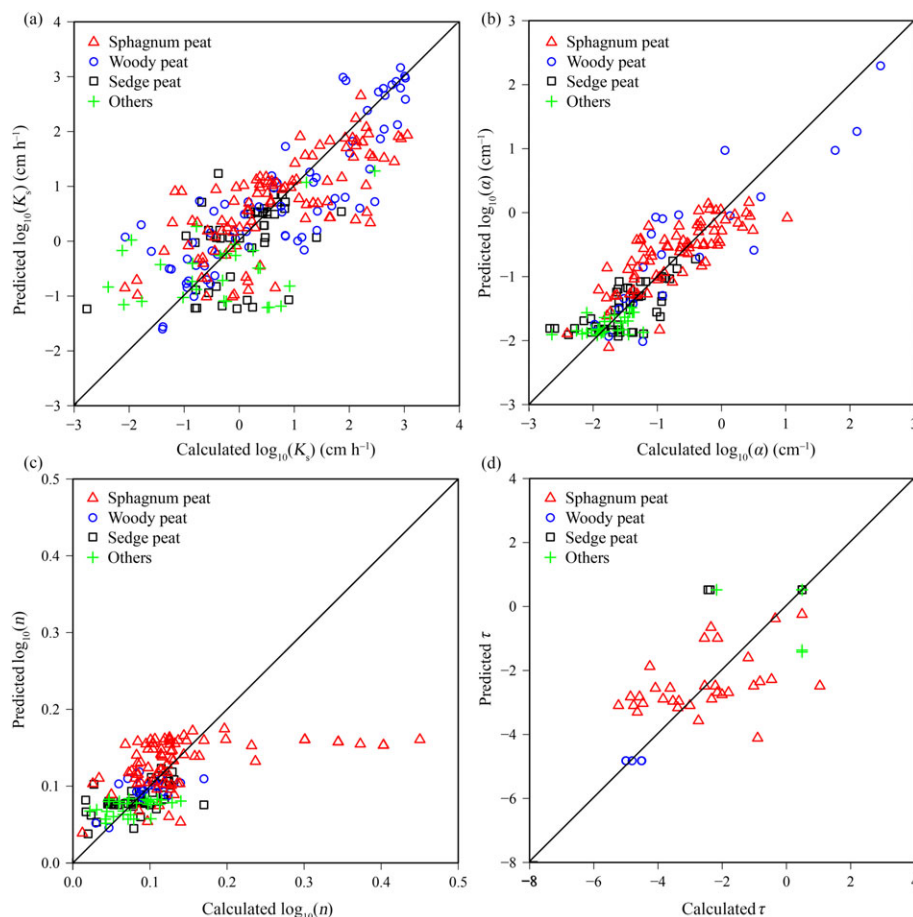 (a)
4
3
2
1
0
−1
−2
−3
Predicted log₁₀(Kₛ) (cm h⁻¹)
Sphagnum peat
Woody peat
Sedge peat
Others
−3 −2 −1 0 1 2 3 4
Calculated log₁₀(Kₛ) (cm h⁻¹)
(b)
3
2
1
−0
−1
−2
−3
Predicted log₁₀(α) (cm⁻¹)
Sphagnum peat
Woody peat
Sedge peat
Others
−3 −2 −1 0 1 2 3
Calculated log₁₀(α) (cm⁻¹)
(c)
0.5
0.4
0.3
0.2
0.1
0.0
Predicted log₁₀(n)
Sphagnum peat
Woody peat
Sedge peat
Others
0.0 0.1 0.2 0.3 0.4 0.5
Calculated log₁₀(n)
(d)
4
2
0
−2
−4
−6
−8
Predicted τ
Sphagnum peat
Woody peat
Sedge peat
Others
−8 −6 −4 −2 0 2 4
Calculated τ